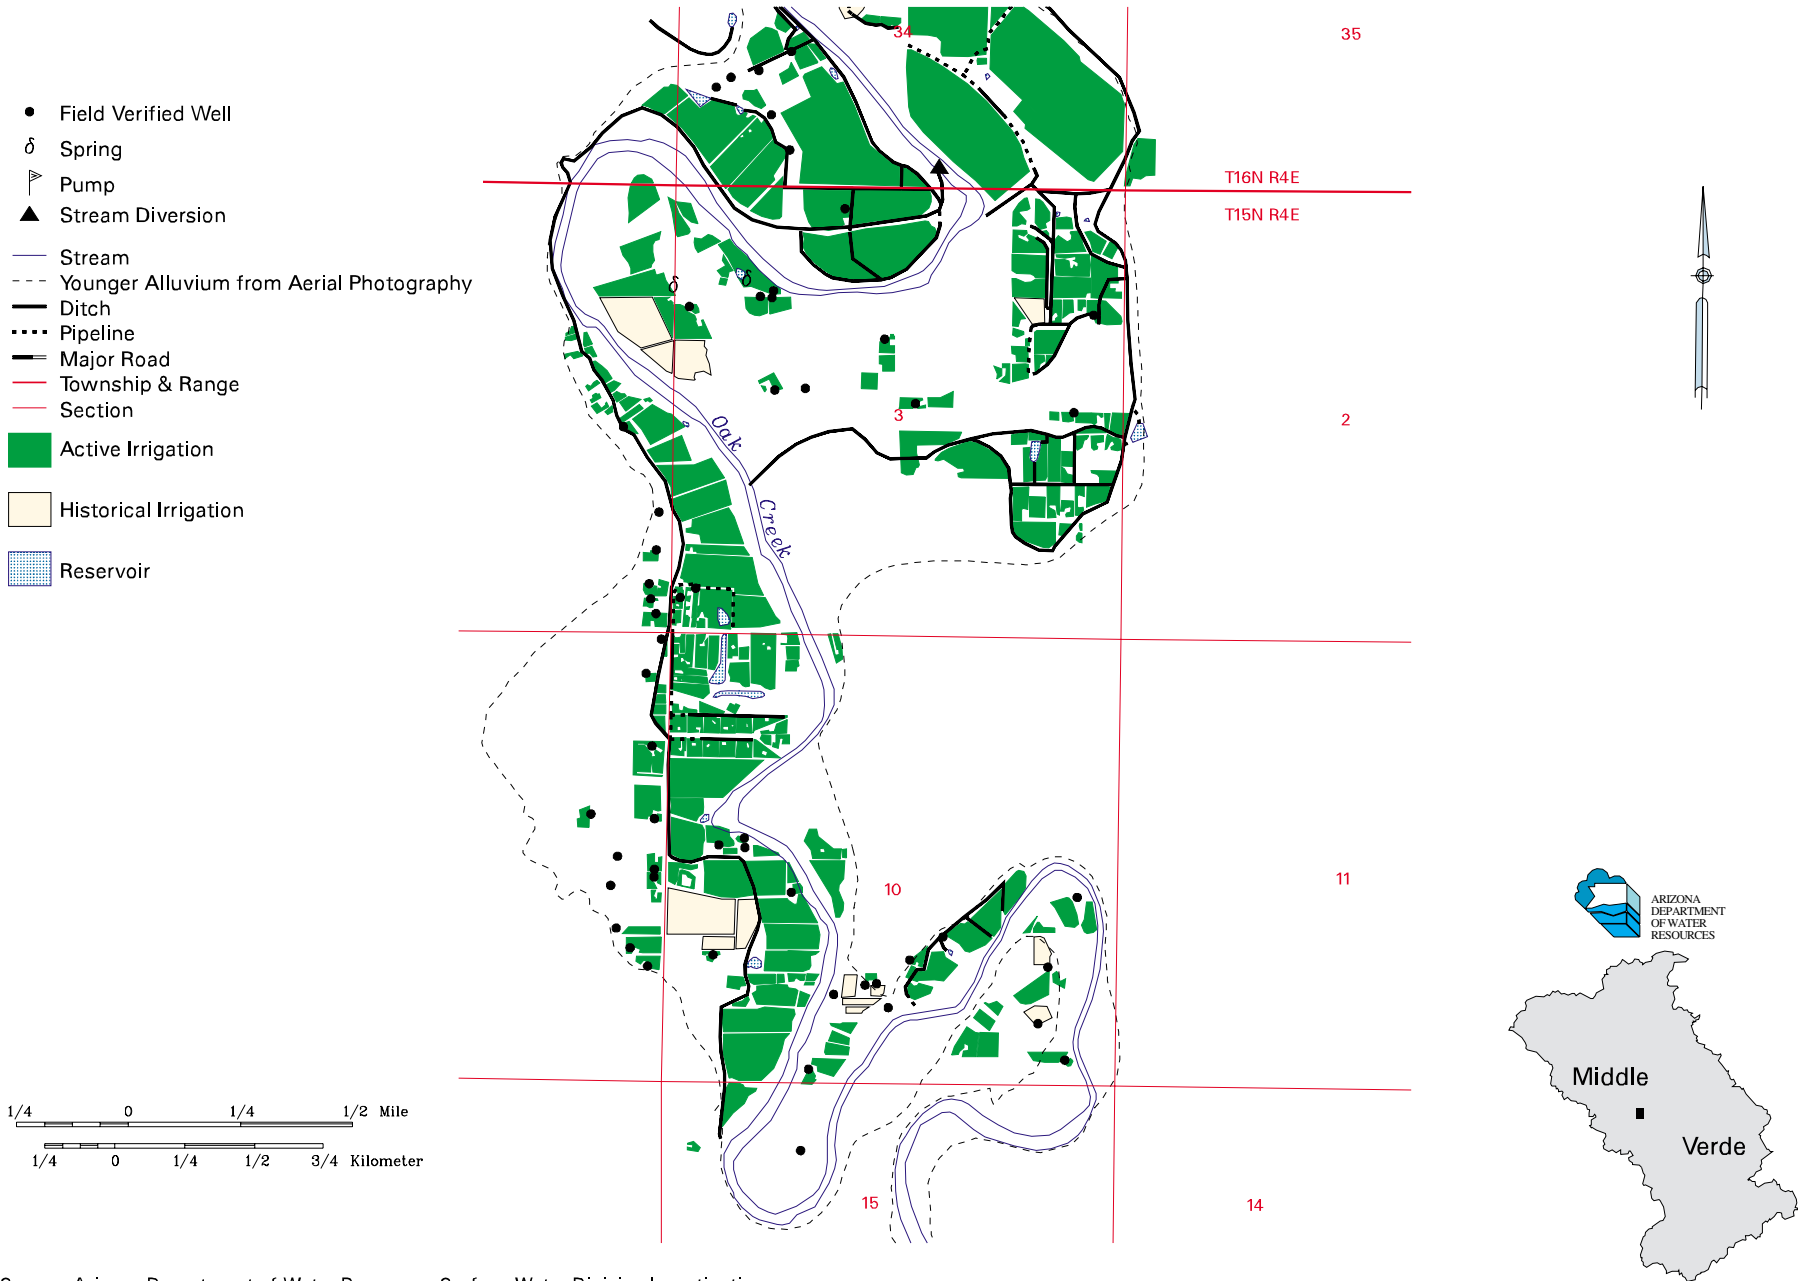 Field Verified Well
Spring
Pump
Stream Diversion
Stream
Younger Alluvium from Aerial Photography
Ditch
Pipeline
Major Road
Township & Range
Section
Active Irrigation
Historical Irrigation
Reservoir
34
35
T16N R4E
T15N R4E
3
2
Oak
Creek
10
11
15
14
ARIZONA
DEPARTMENT
OF WATER
RESOURCES
Middle
Verde
1/4 0 1/4 1/2 Mile
1/4 0 1/4 1/2 3/4 Kilometer